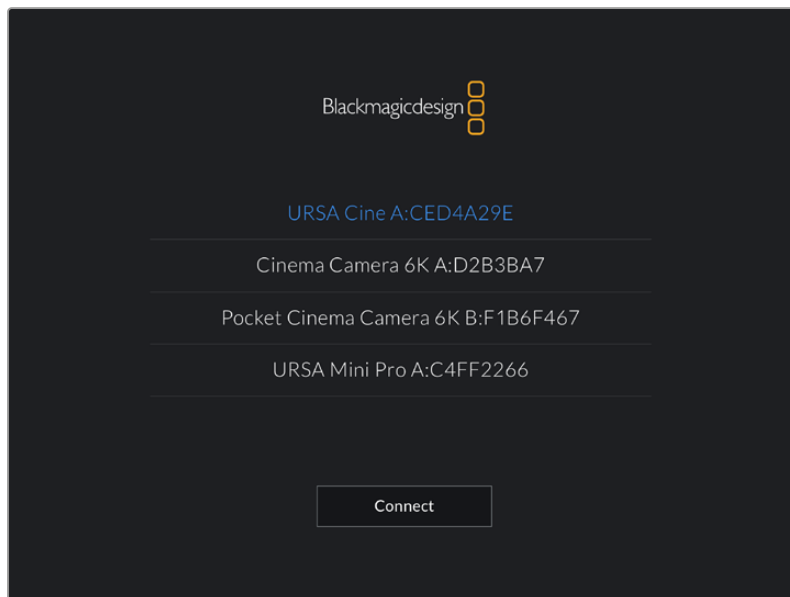 Blackmagicdesign
URSA Cine A:CED4A29E
Cinema Camera 6K A:D2B3BA7
Pocket Cinema Camera 6K B:F1B6F467
URSA Mini Pro A:C4FF2266
Connect